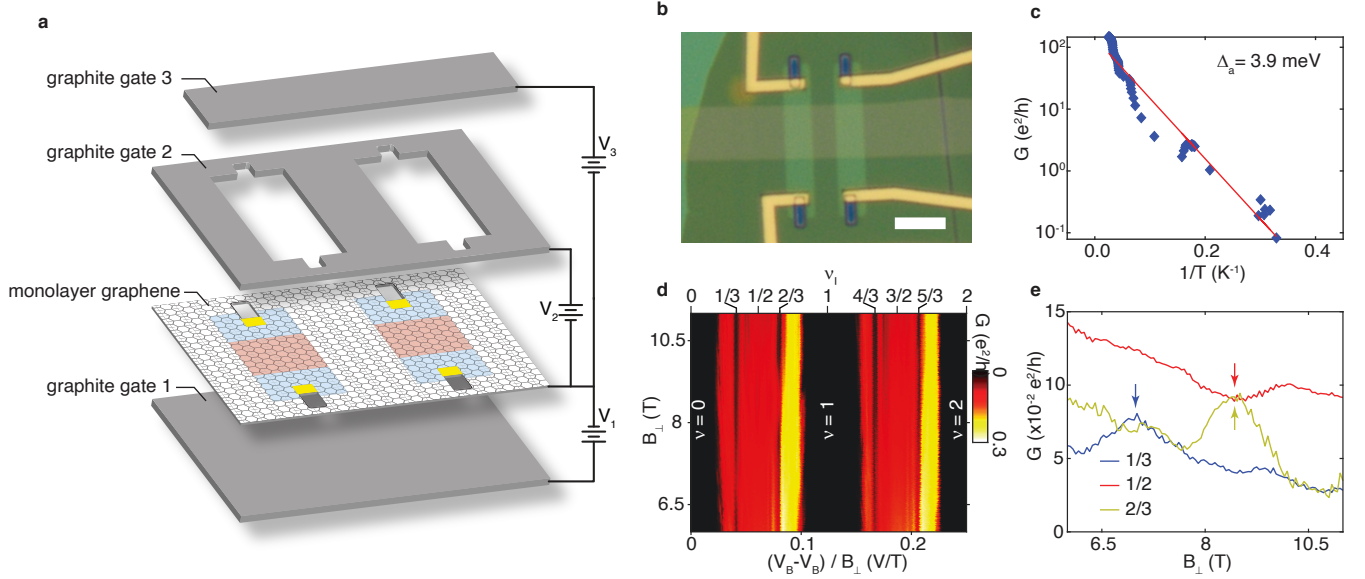 a
graphite gate 3
graphite gate 2
monolayer graphene
graphite gate 1
V3
V2
V1
b
c
G (e²/h)
10²
10¹
10⁰
10⁻¹
Δa = 3.9 meV
0.0
0.2
0.4
1/T (K⁻¹)
d
νI
0
1/3
1/2
2/3
1
4/3
3/2
5/3
2
B⊥ (T)
10.5
8
6.5
ν = 0
ν = 1
ν = 2
0
0.1
0.2
(VB-VB) / B⊥ (V/T)
G (e²/h)
0
0.3
e
G (x10⁻² e²/h)
15
10
5
0
1/3
1/2
2/3
6.5
8
10.5
B⊥ (T)